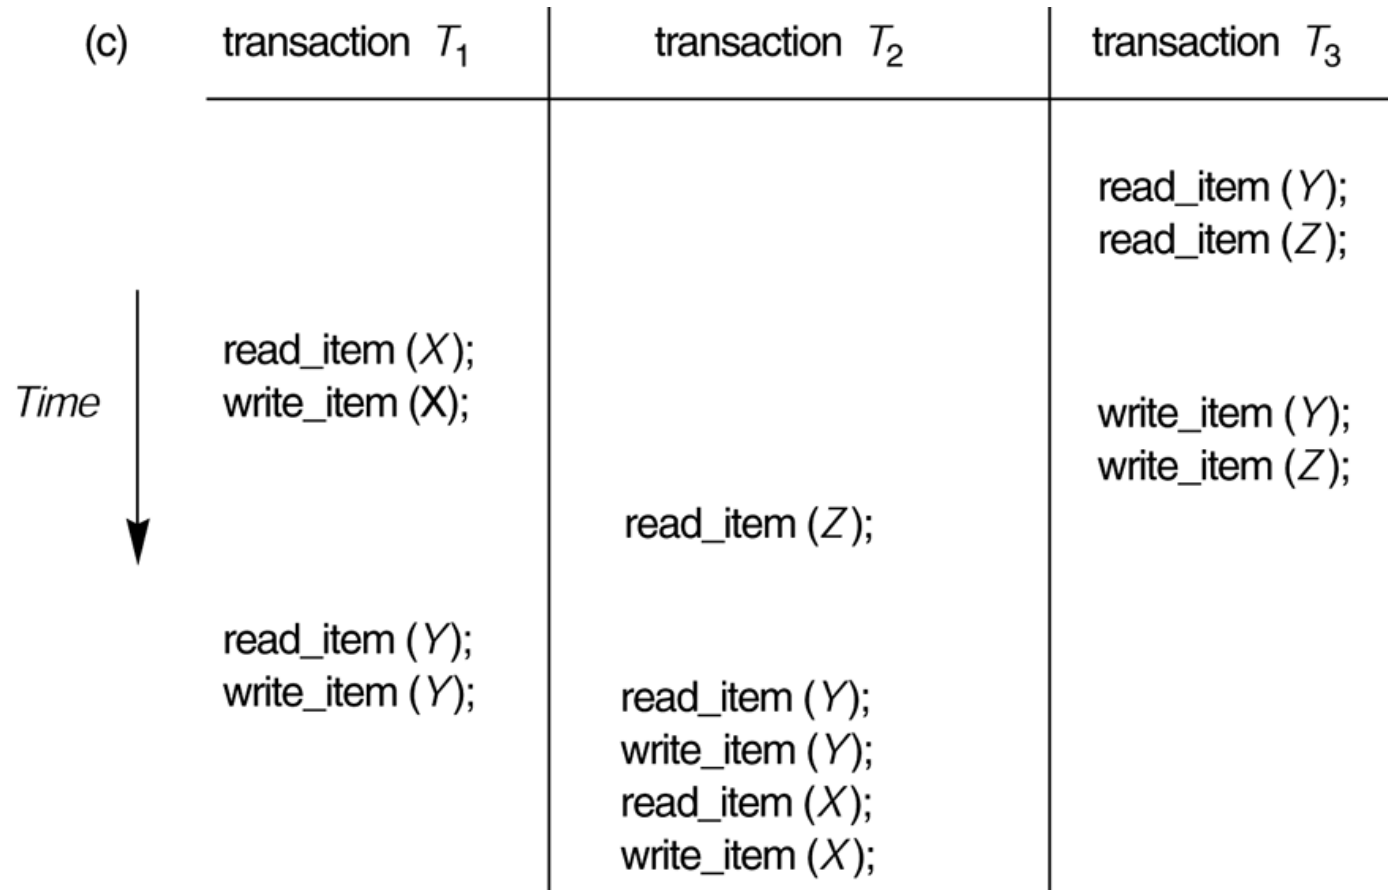 (c) transaction T1 transaction T2 transaction T3
read_item (Y);
read_item (Z);
read_item (X);
Time write_item (X);
write_item (Y);
write_item (Z);
read_item (Z);
read_item (Y);
write_item (Y);
read_item (Y);
write_item (Y);
read_item (X);
write_item (X);